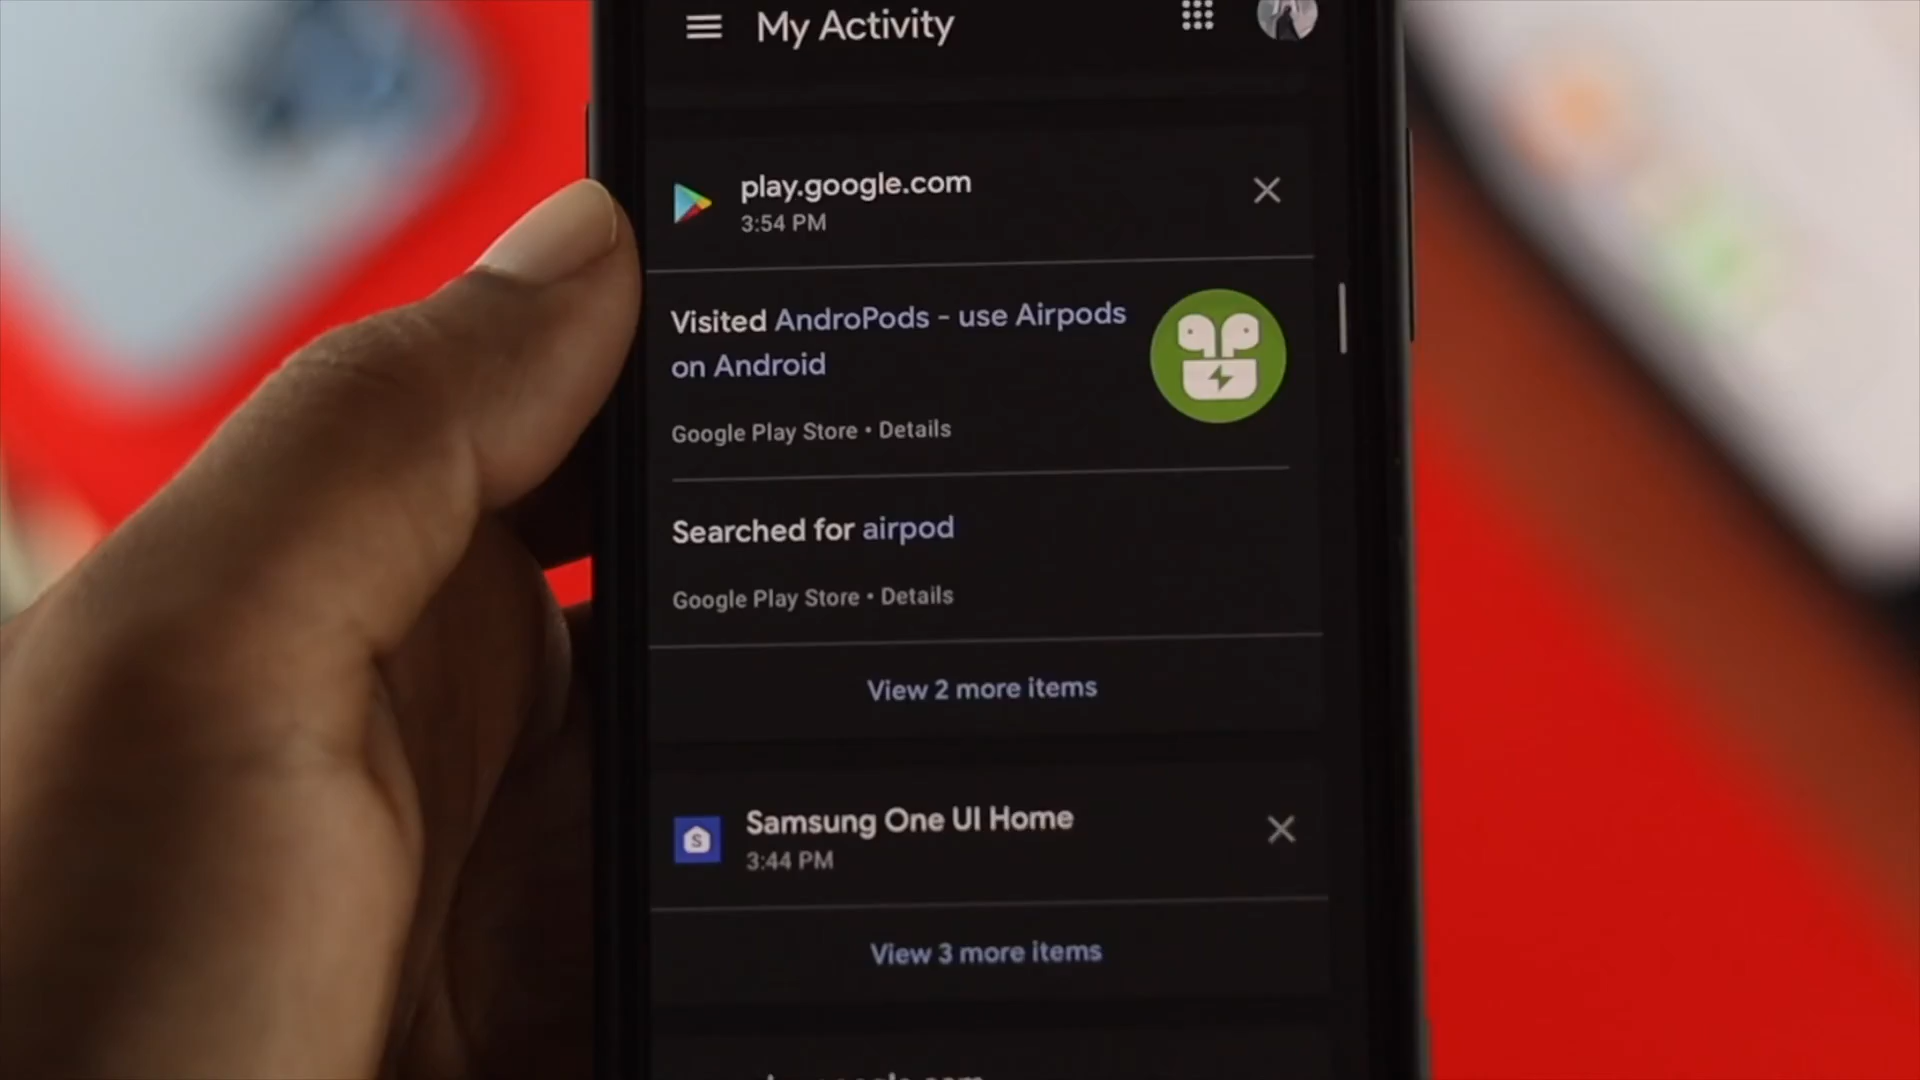 My Activity
play.google.com
3:54 PM
Visited AndroPods - use Airpods
on Android
Google Play Store • Details
Searched for airpod
Google Play Store • Details
View 2 more items
Samsung One UI Home
3:44 PM
View 3 more items